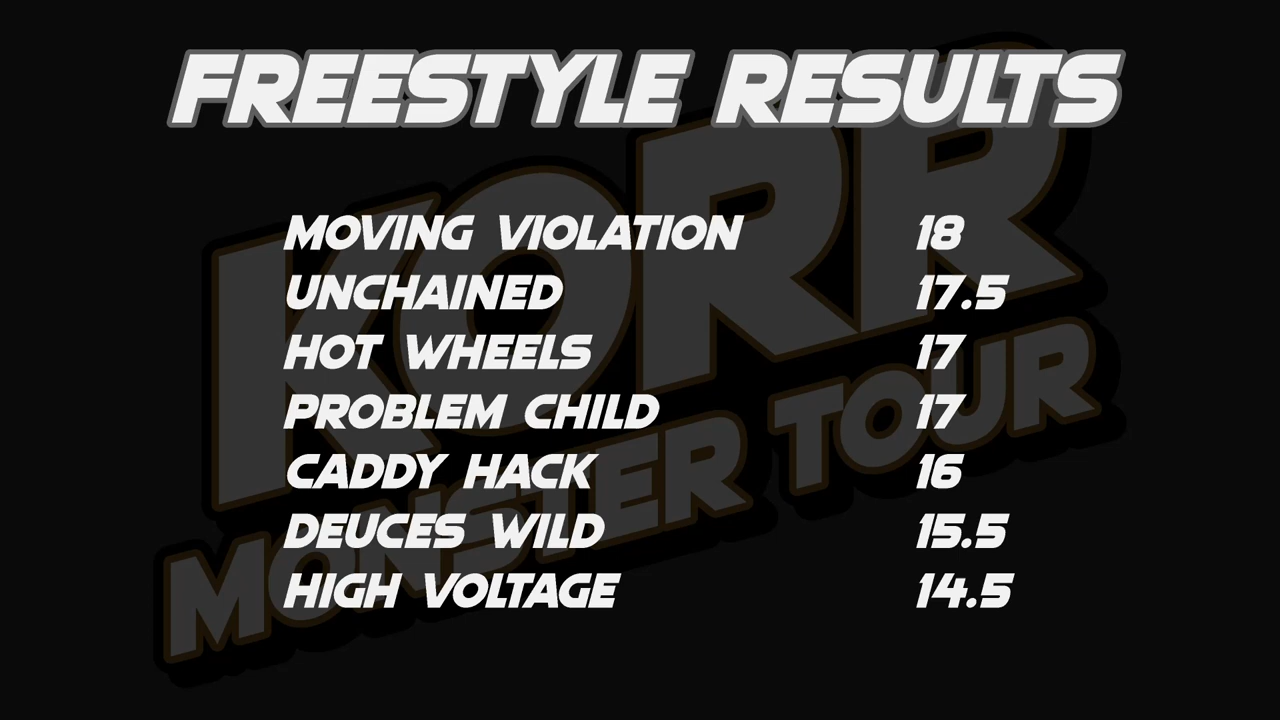 FREESTYLE RESULTS
KORR
MONSTER TOUR
MOVING VIOLATION 18
UNCHAINED 17.5
HOT WHEELS 17
PROBLEM CHILD 17
CADDY HACK 16
DEUCES WILD 15.5
HIGH VOLTAGE 14.5